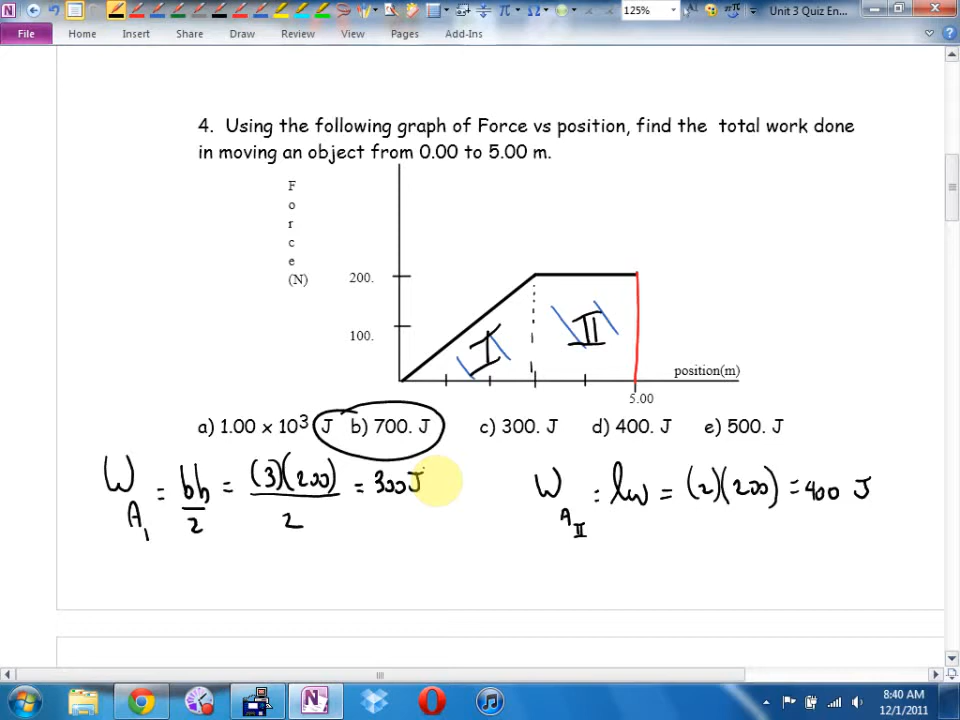 125% Unit 3 Quiz En...
File Home Insert Share Draw Review View Pages Add-Ins
4. Using the following graph of Force vs position, find the total work done
in moving an object from 0.00 to 5.00 m.
F
o
r
c
e
(N)
200.
100.
I II
position(m)
5.00
a) 1.00 x 10³ J b) 700. J c) 300. J d) 400. J e) 500. J
W_A₁ = bh/2 = (3)(200)/2 = 300J
W_A_II = lw = (2)(200) = 400 J
8:40 AM
12/1/2011